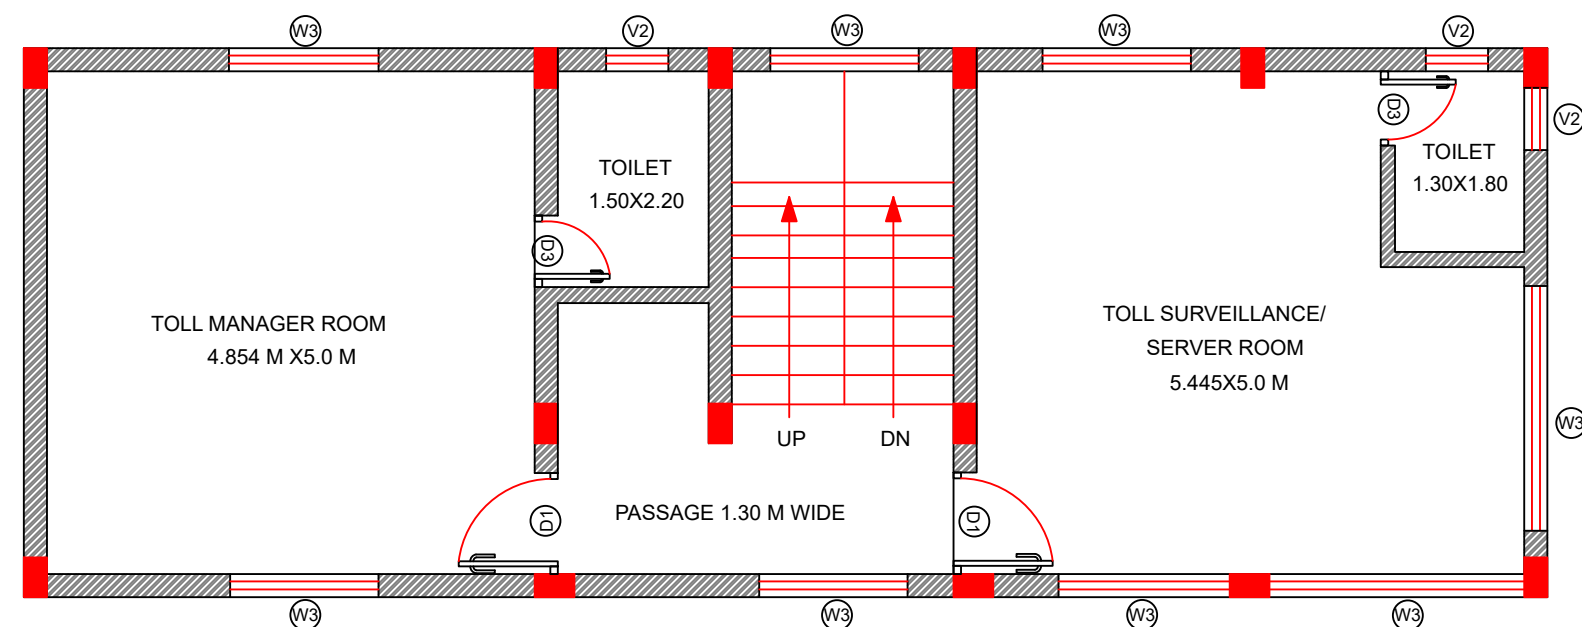 W3
V2
W3
W3
V2
D3
V2
TOILET
1.50X2.20
TOILET
1.30X1.80
D3
TOLL MANAGER ROOM
4.854 M X5.0 M
TOLL SURVEILLANCE/
SERVER ROOM
5.445X5.0 M
W3
UP
DN
D1
PASSAGE 1.30 M WIDE
D1
W3
W3
W3
W3